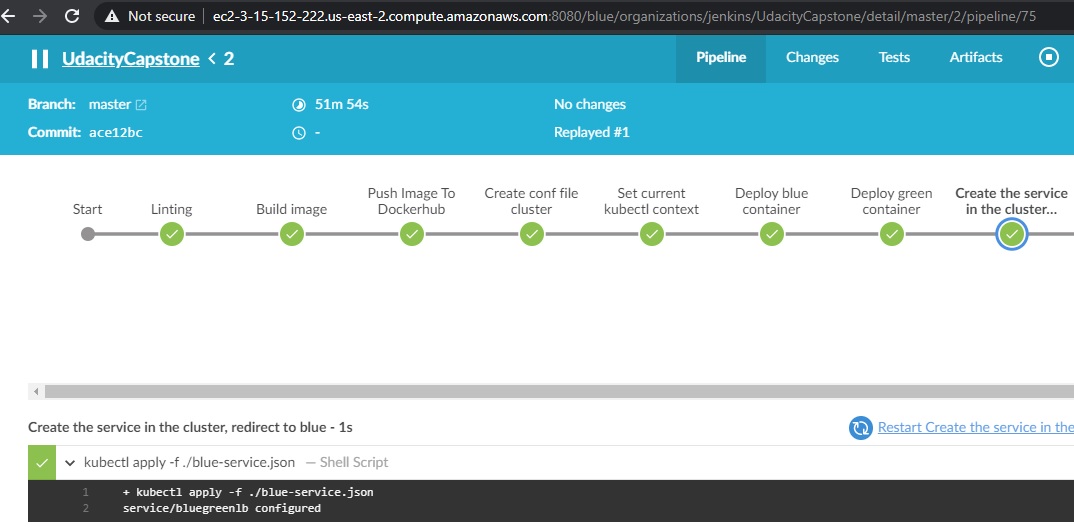 Not secure | ec2-3-15-152-222.us-east-2.compute.amazonaws.com:8080/blue/organizations/jenkins/UdacityCapstone/detail/master/2/pipeline/75
UdacityCapstone < 2
Pipeline Changes Tests Artifacts
Branch: master 51m 54s No changes
Commit: ace12bc - Replayed #1
Start
Linting
Build image
Push Image To
Dockerhub
Create conf file
cluster
Set current
kubectl context
Deploy blue
container
Deploy green
container
Create the service
in the cluster...
Create the service in the cluster, redirect to blue - 1s
Restart Create the service in the
kubectl apply -f ./blue-service.json — Shell Script
1 + kubectl apply -f ./blue-service.json
2 service/bluegreenlb configured